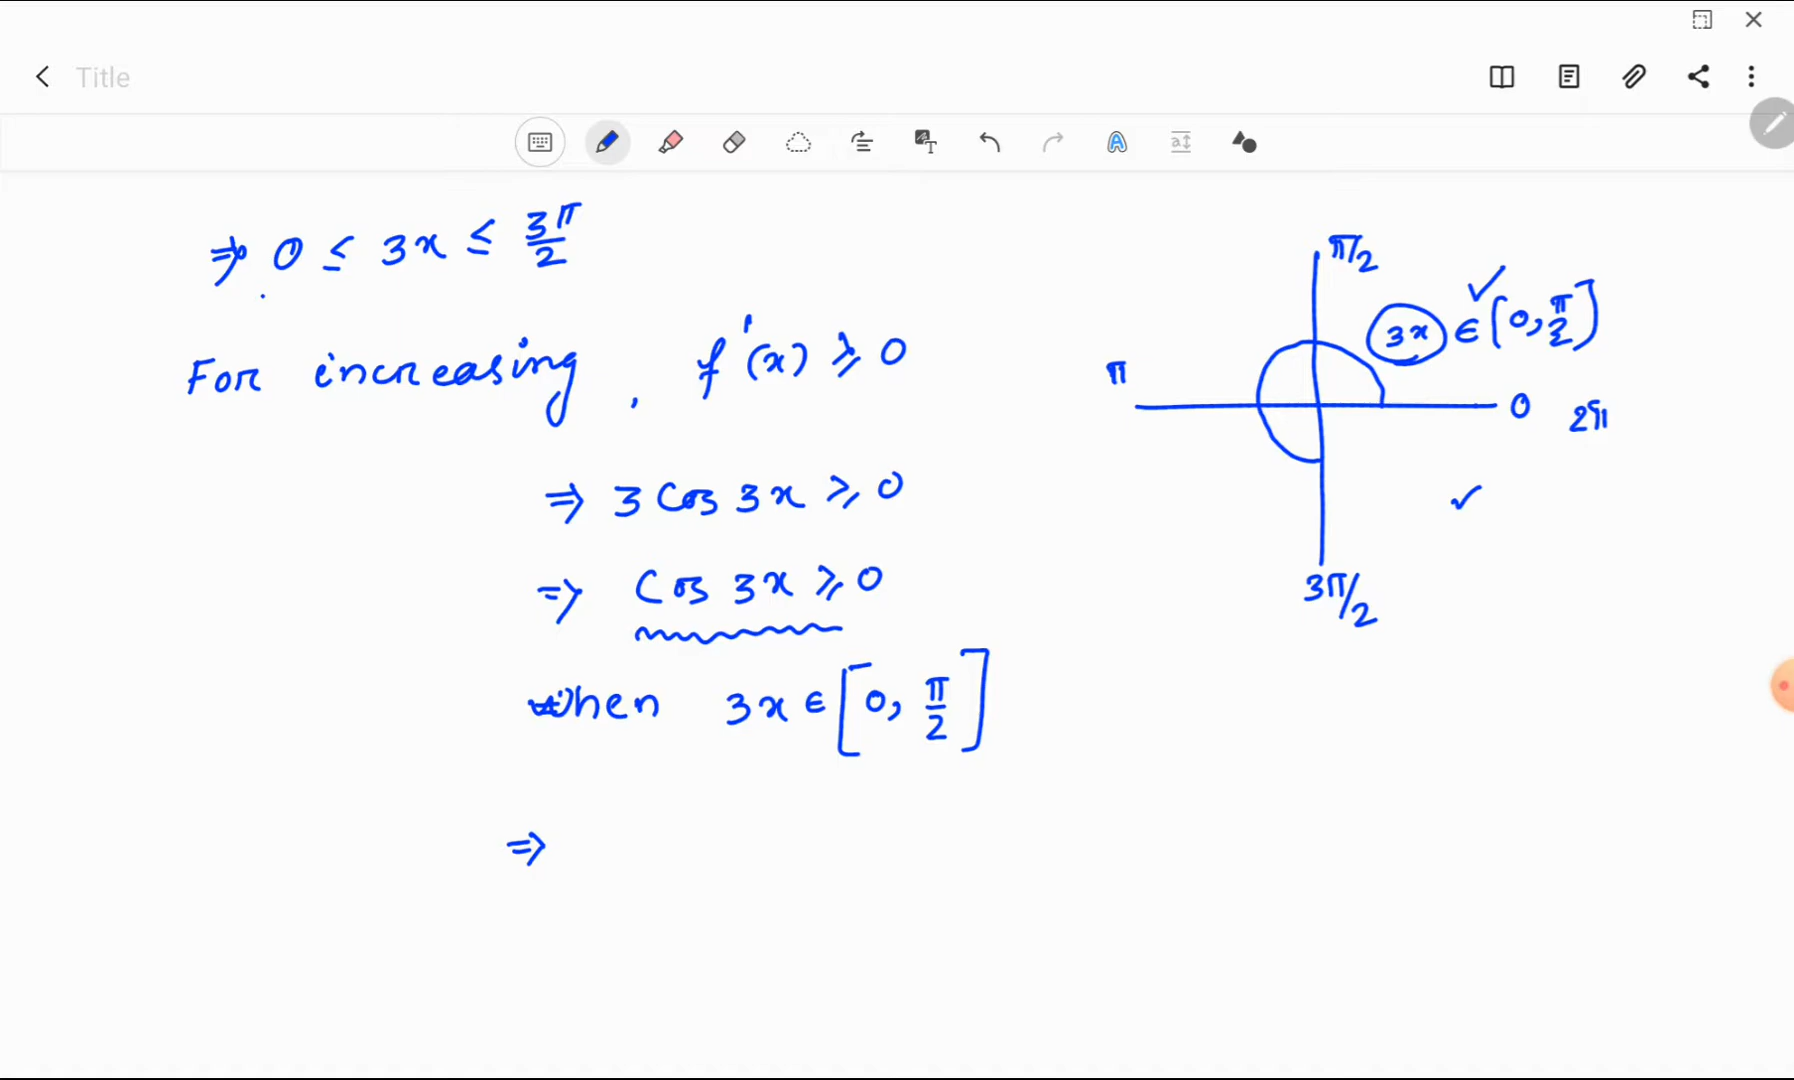 Title
⇒ 0 ≤ 3x ≤ 3π/2
For increasing, f'(x) ≥ 0
⇒ 3 Cos 3x ≥ 0
⇒ Cos 3x ≥ 0
when 3x ∈ [0, π/2]
⇒
π/2
3x ∈ [0, π/2]
π
0 2π
3π/2